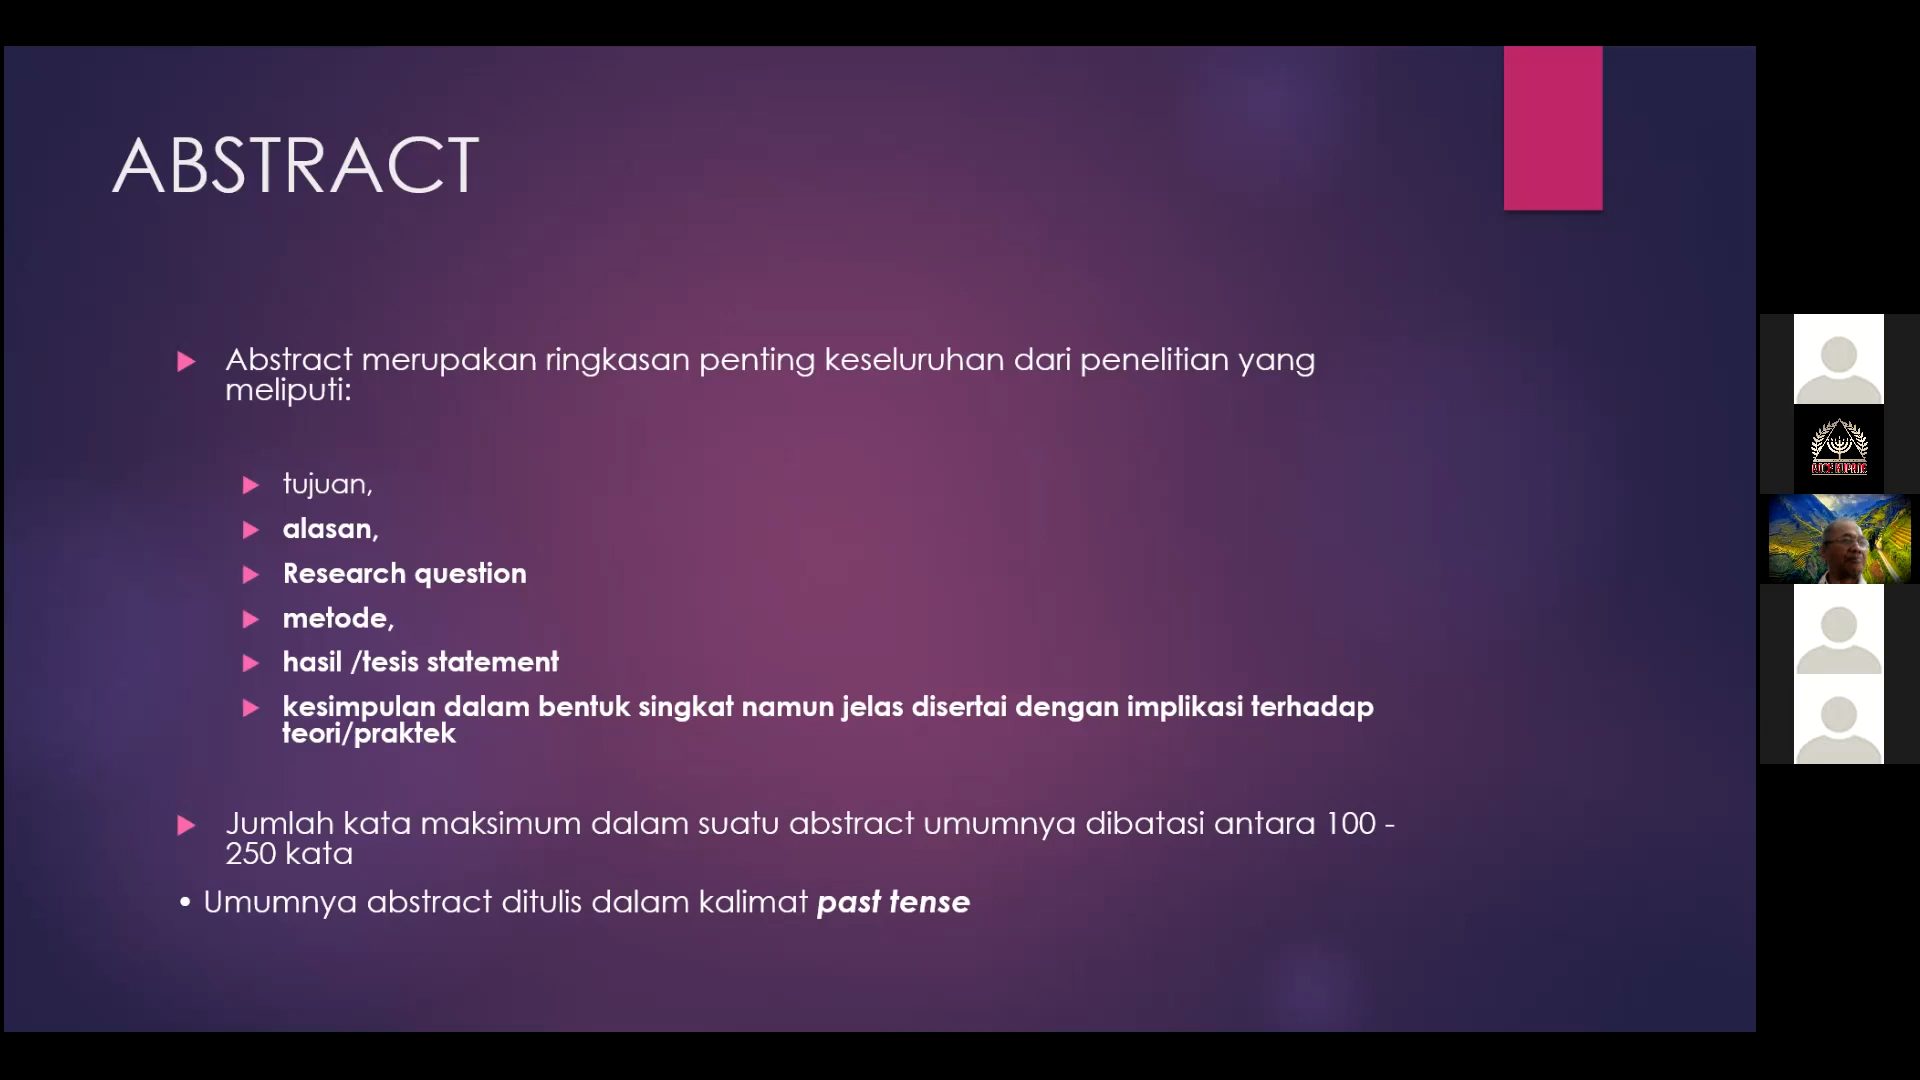 ABSTRACT
Abstract merupakan ringkasan penting keseluruhan dari penelitian yang
meliputi:
tujuan,
alasan,
Research question
metode,
hasil /tesis statement
kesimpulan dalam bentuk singkat namun jelas disertai dengan implikasi terhadap
teori/praktek
Jumlah kata maksimum dalam suatu abstract umumnya dibatasi antara 100 -
250 kata
• Umumnya abstract ditulis dalam kalimat past tense